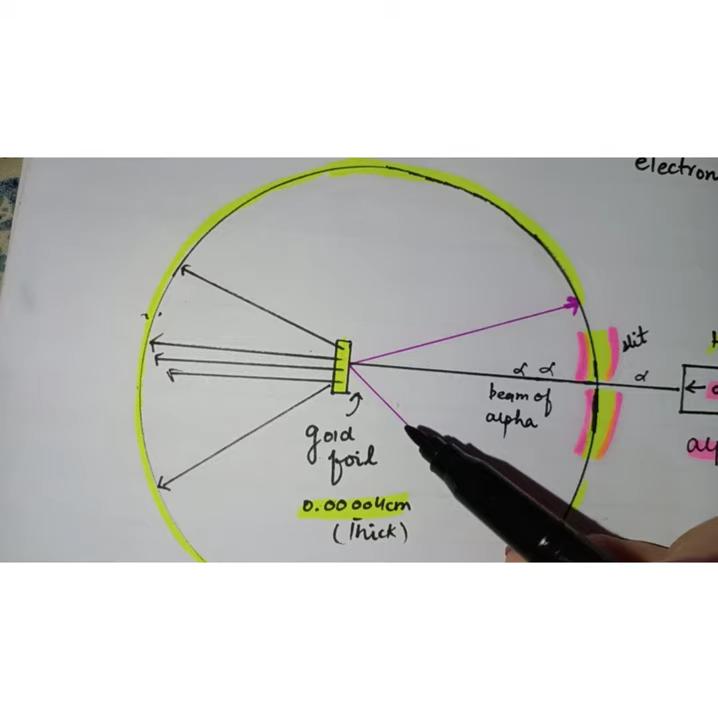 electron
slit
α α
α
beam of
alpha
gold
foil
0.00004cm
(Thick)